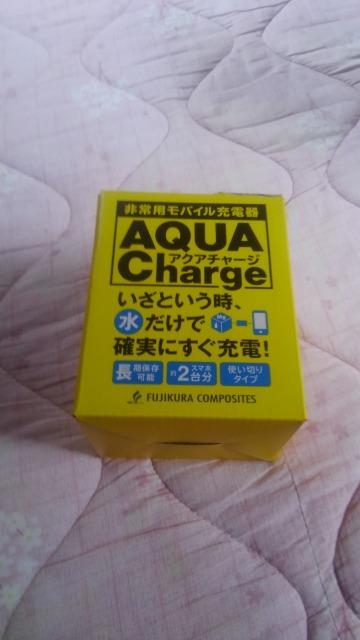 非常用モバイル充電器
AQUA
アクアチャージ
Charge
いざという時、
水だけで
確実にすぐ充電!
長期保存可能 約2台分スマホ 使い切りタイプ
FUJIKURA COMPOSITES